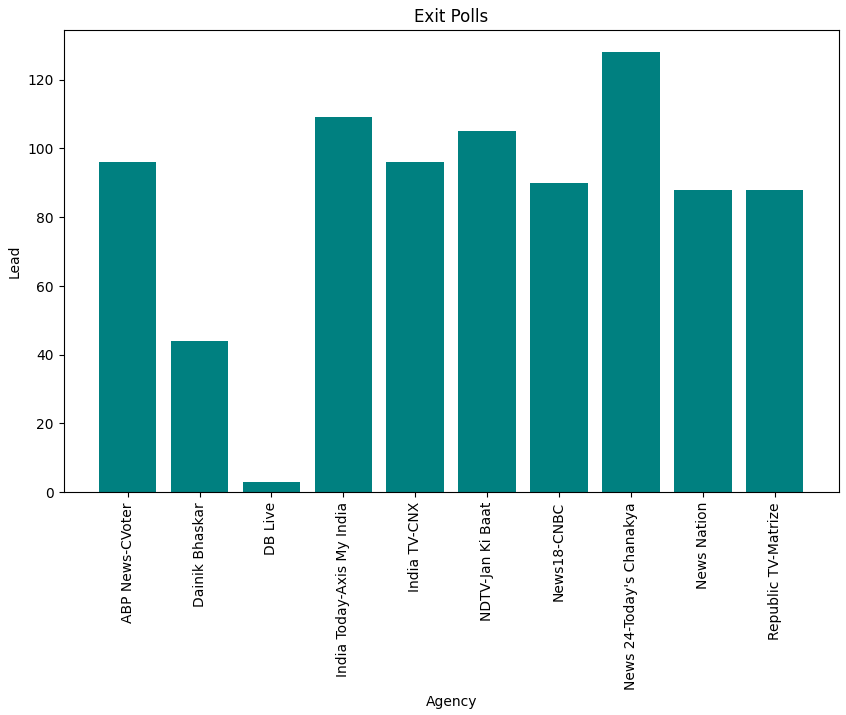 Exit Polls
Lead
120
100
80
60
40
20
0
ABP News-CVoter
Dainik Bhaskar
DB Live
India Today-Axis My India
India TV-CNX
NDTV-Jan Ki Baat
News18-CNBC
News 24-Today's Chanakya
News Nation
Republic TV-Matrize
Agency